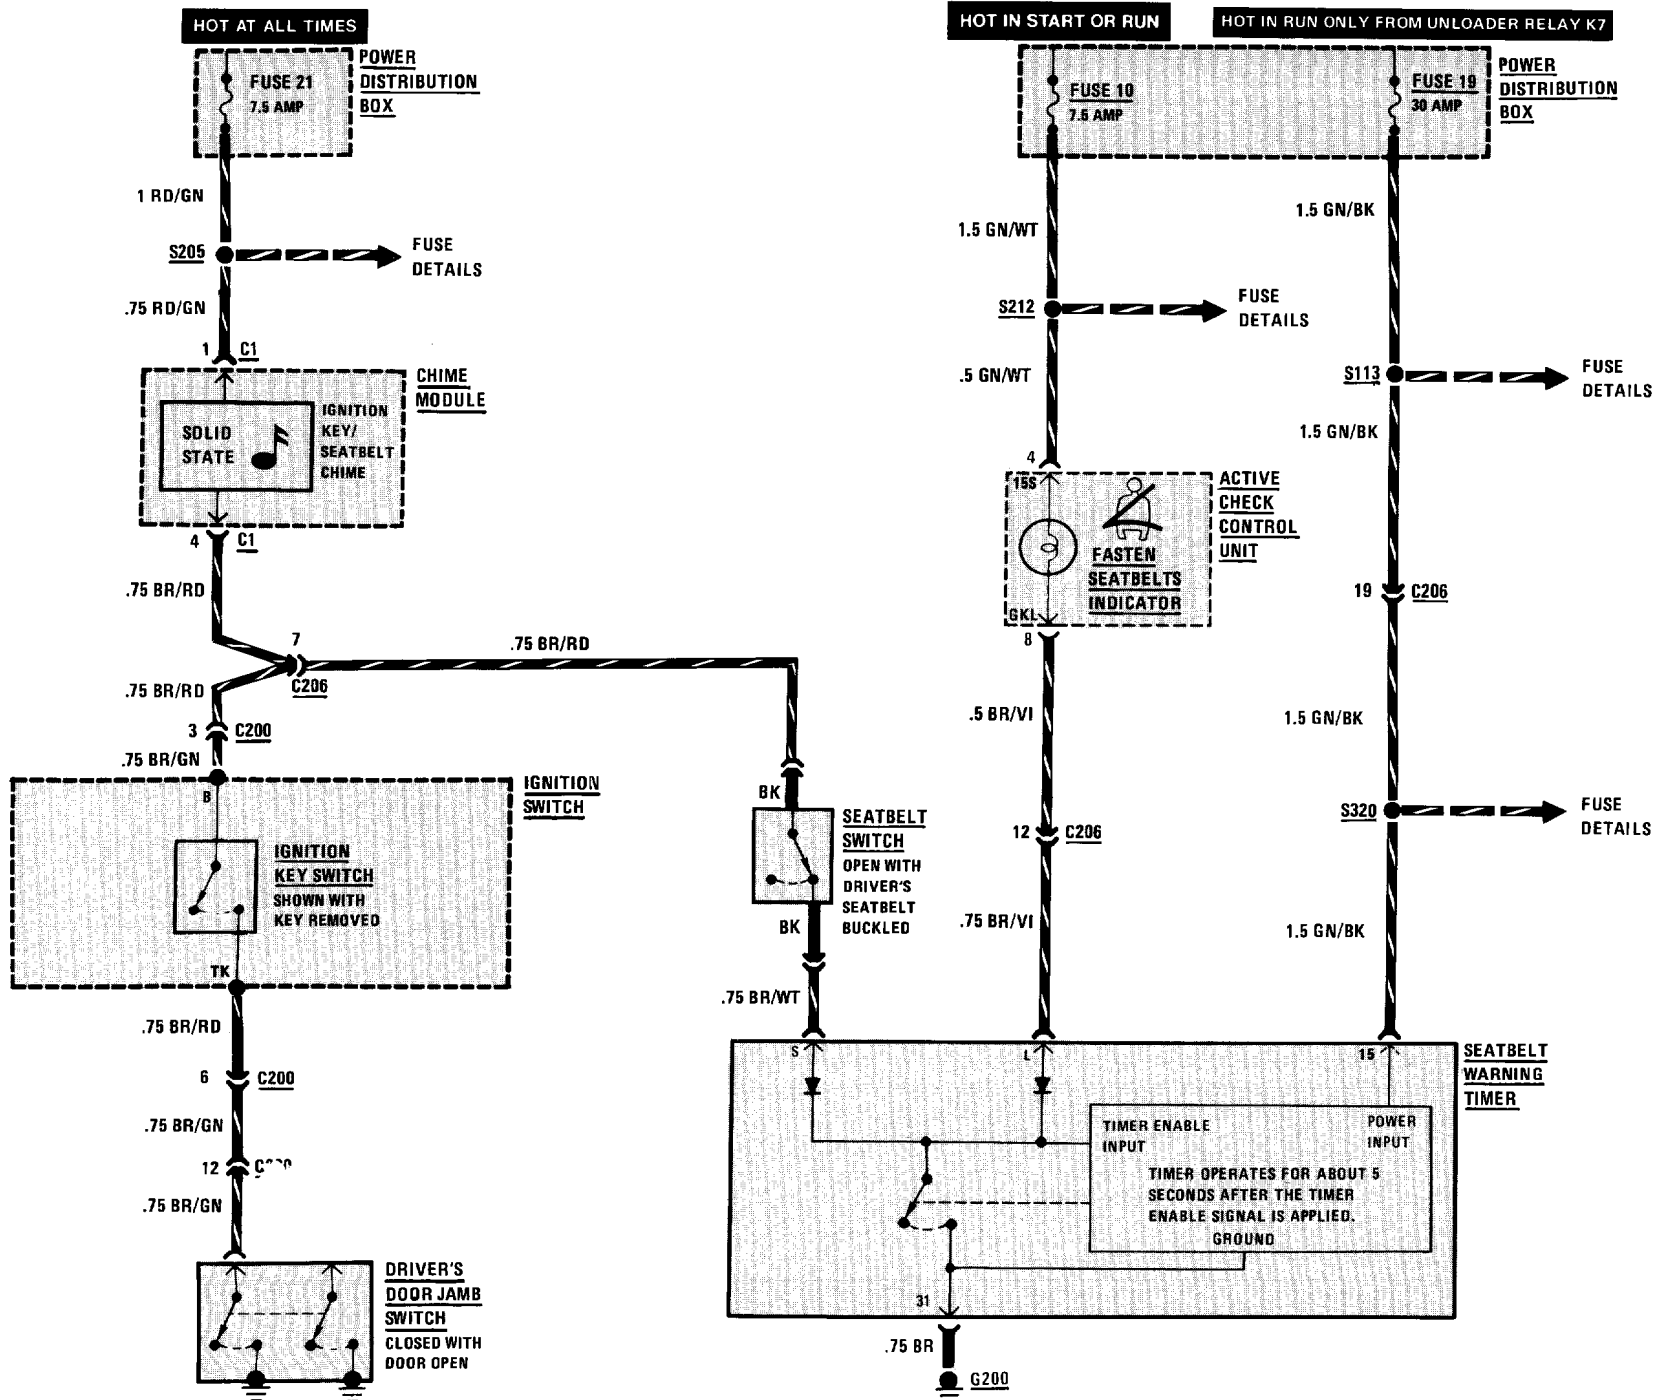 HOT AT ALL TIMES
HOT IN START OR RUN
HOT IN RUN ONLY FROM UNLOADER RELAY K7
FUSE 21
7.5 AMP
POWER
DISTRIBUTION
BOX
FUSE 10
7.5 AMP
FUSE 19
30 AMP
POWER
DISTRIBUTION
BOX
1 RD/GN
S205
FUSE
DETAILS
.75 RD/GN
1 C1
CHIME
MODULE
SOLID
STATE
IGNITION
KEY/
SEATBELT
CHIME
4 C1
.75 BR/RD
7
C206
.75 BR/RD
.75 BR/RD
3 C200
.75 BR/GN
B
IGNITION
SWITCH
IGNITION
KEY SWITCH
SHOWN WITH
KEY REMOVED
TK
.75 BR/RD
6 C200
.75 BR/GN
12
.75 BR/GN
DRIVER'S
DOOR JAMB
SWITCH
CLOSED WITH
DOOR OPEN
BK
SEATBELT
SWITCH
OPEN WITH
DRIVER'S
SEATBELT
BUCKLED
BK
.75 BR/WT
1.5 GN/WT
S212
FUSE
DETAILS
.5 GN/WT
4
15S
ACTIVE
CHECK
CONTROL
UNIT
FASTEN
SEATBELTS
INDICATOR
GKL
8
.5 BR/VI
12 C206
.75 BR/VI
1.5 GN/BK
S113
FUSE
DETAILS
1.5 GN/BK
19 C206
1.5 GN/BK
S320
FUSE
DETAILS
1.5 GN/BK
S
L
15
SEATBELT
WARNING
TIMER
TIMER ENABLE
INPUT
POWER
INPUT
TIMER OPERATES FOR ABOUT 5
SECONDS AFTER THE TIMER
ENABLE SIGNAL IS APPLIED.
GROUND
31
.75 BR
G200